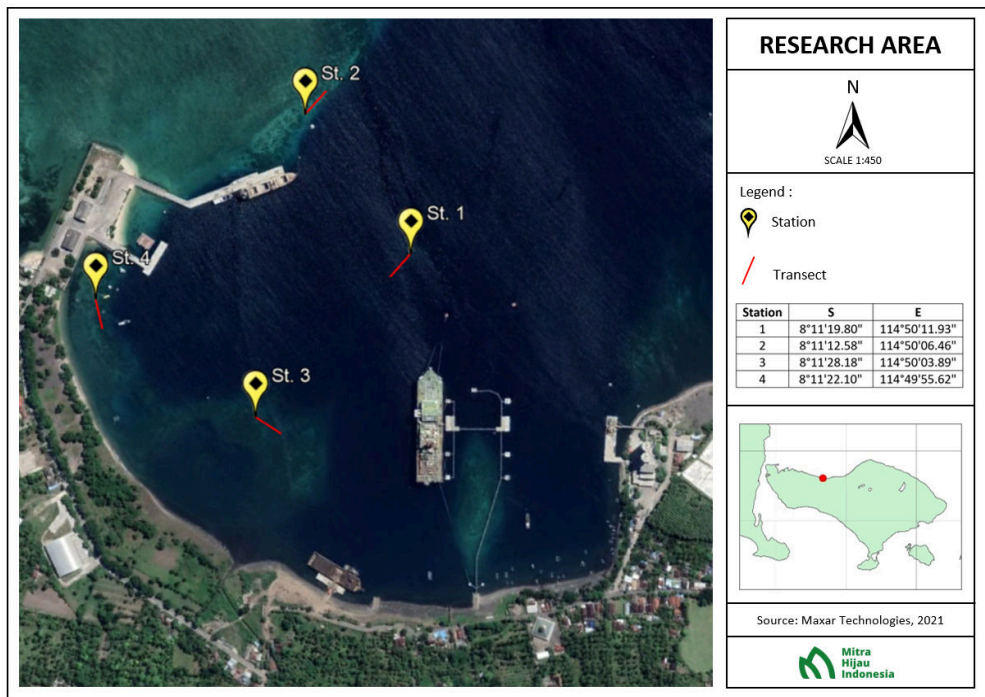 St. 2
St. 1
St. 4
St. 3
RESEARCH AREA
N
SCALE 1:450
Legend :
Station
Transect
Station S E
1 8°11'19.80" 114°50'11.93"
2 8°11'12.58" 114°50'06.46"
3 8°11'28.18" 114°50'03.89"
4 8°11'22.10" 114°49'55.62"
Source: Maxar Technologies, 2021
Mitra
Hijau
Indonesia